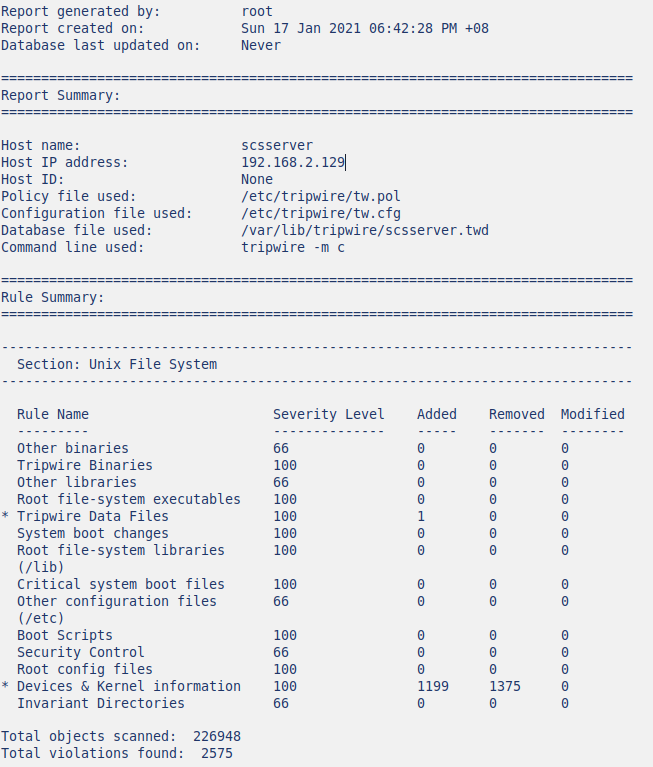 Report generated by:          root
Report created on:            Sun 17 Jan 2021 06:42:28 PM +08
Database last updated on:     Never

===============================================================================
Report Summary:
===============================================================================

Host name:                    scsserver
Host IP address:              192.168.2.129
Host ID:                      None
Policy file used:             /etc/tripwire/tw.pol
Configuration file used:      /etc/tripwire/tw.cfg
Database file used:           /var/lib/tripwire/scsserver.twd
Command line used:            tripwire -m c

===============================================================================
Rule Summary:
===============================================================================

-------------------------------------------------------------------------------
  Section: Unix File System
-------------------------------------------------------------------------------

  Rule Name                       Severity Level    Added    Removed  Modified
  ---------                       --------------    -----    -------  --------
  Other binaries                  66                0        0        0
  Tripwire Binaries               100               0        0        0
  Other libraries                 66                0        0        0
  Root file-system executables    100               0        0        0
* Tripwire Data Files             100               1        0        0
  System boot changes             100               0        0        0
  Root file-system libraries      100               0        0        0
  (/lib)
  Critical system boot files      100               0        0        0
  Other configuration files       66                0        0        0
  (/etc)
  Boot Scripts                    100               0        0        0
  Security Control                66                0        0        0
  Root config files               100               0        0        0
* Devices & Kernel information    100               1199     1375     0
  Invariant Directories           66                0        0        0

Total objects scanned:  226948
Total violations found:  2575